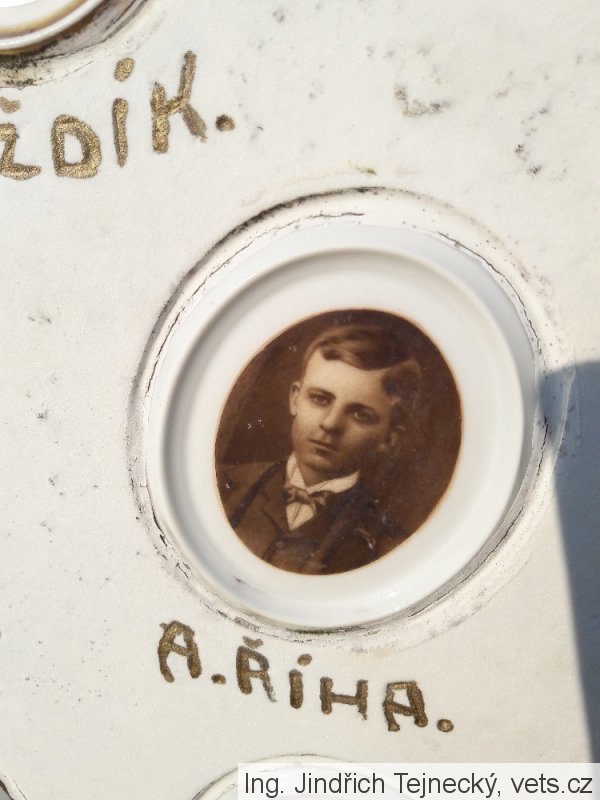 ŽDÍK.
A. ŘÍHA.
Ing. Jindřich Tejnecký, vets.cz